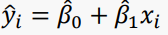 ŷᵢ = β̂₀ + β̂₁xᵢ